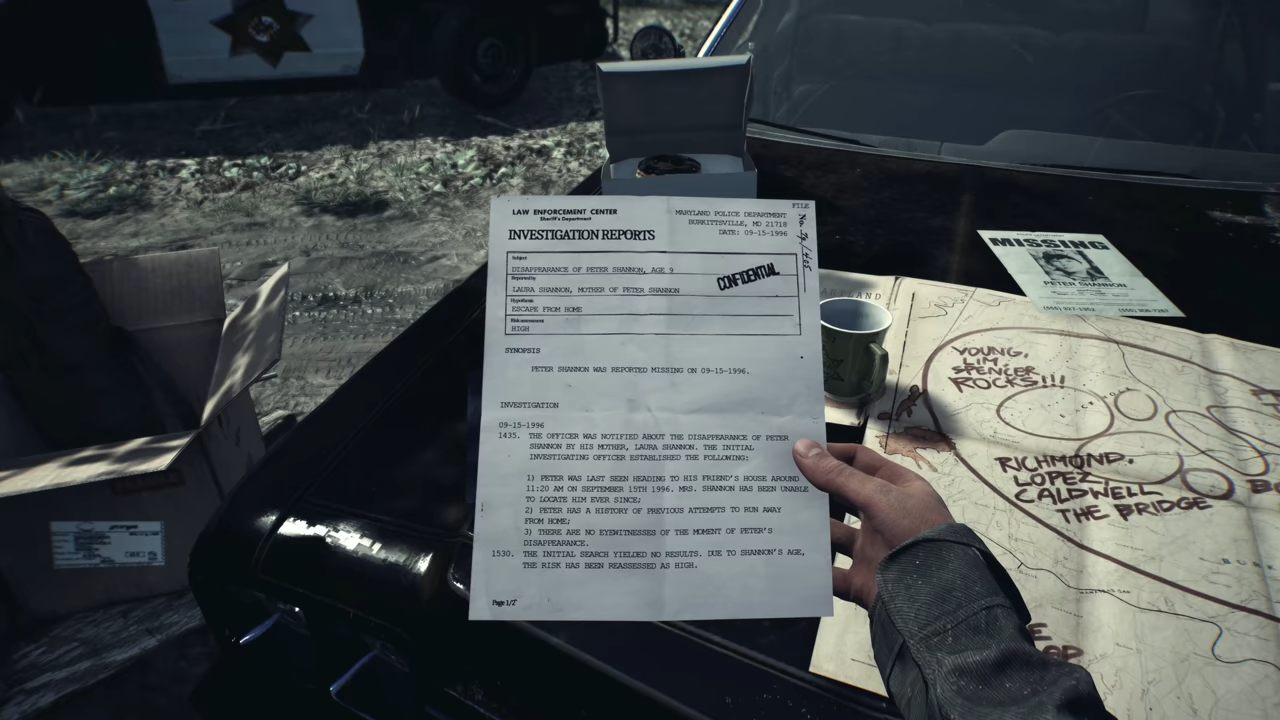 LAW ENFORCEMENT CENTER
Sheriff's Department
INVESTIGATION REPORTS
MARYLAND POLICE DEPARTMENT
BURKITTSVILLE, MD 21718
DATE: 09-15-1996
FILE
No.
Subject
DISAPPEARANCE OF PETER SHANNON, AGE 9
CONFIDENTIAL
Reported by
LAURA SHANNON, MOTHER OF PETER SHANNON
Hypothesis
ESCAPE FROM HOME
Risk assessment
HIGH
SYNOPSIS
PETER SHANNON WAS REPORTED MISSING ON 09-15-1996.
INVESTIGATION
09-15-1996
1435. THE OFFICER WAS NOTIFIED ABOUT THE DISAPPEARANCE OF PETER
SHANNON BY HIS MOTHER, LAURA SHANNON. THE INITIAL
INVESTIGATING OFFICER ESTABLISHED THE FOLLOWING:
1) PETER WAS LAST SEEN HEADING TO HIS FRIEND'S HOUSE AROUND
11:20 AM ON SEPTEMBER 15TH 1996. MRS. SHANNON HAS BEEN UNABLE
TO LOCATE HIM EVER SINCE;
2) PETER HAS A HISTORY OF PREVIOUS ATTEMPTS TO RUN AWAY
FROM HOME;
3) THERE ARE NO EYEWITNESSES OF THE MOMENT OF PETER'S
DISAPPEARANCE.
1530. THE INITIAL SEARCH YIELDED NO RESULTS. DUE TO SHANNON'S AGE,
THE RISK HAS BEEN REASSESSED AS HIGH.
Page 1/2
MISSING
PETER SHANNON
YOUNG,
LIM,
SPENCER
ROCKS!!!
RICHMOND,
LOPEZ,
CALDWELL
THE BRIDGE